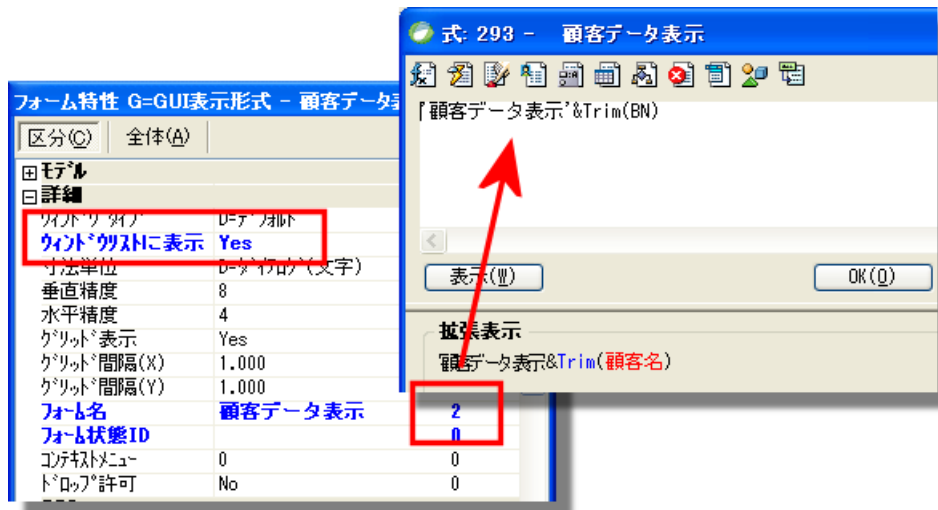 式: 293 - 顧客データ表示
「顧客データ表示'&Trim(BN)
表示(W)
OK(O)
拡張表示
顧客データ表示&Trim(顧客名)
フォーム特性 G=GUI表示形式 - 顧客データ表
区分(C) 全体(A)
モデル
詳細
ウィンドウタイプ D=デフォルト
ウィンドウリストに表示 Yes
寸法単位 D=ダイアログ(文字)
垂直精度 8
水平精度 4
グリッド表示 Yes
グリッド間隔(X) 1.000
グリッド間隔(Y) 1.000
フォーム名 顧客データ表示 2
フォーム状態ID 0
コンテキストメニュー 0 0
ドロップ許可 No 0